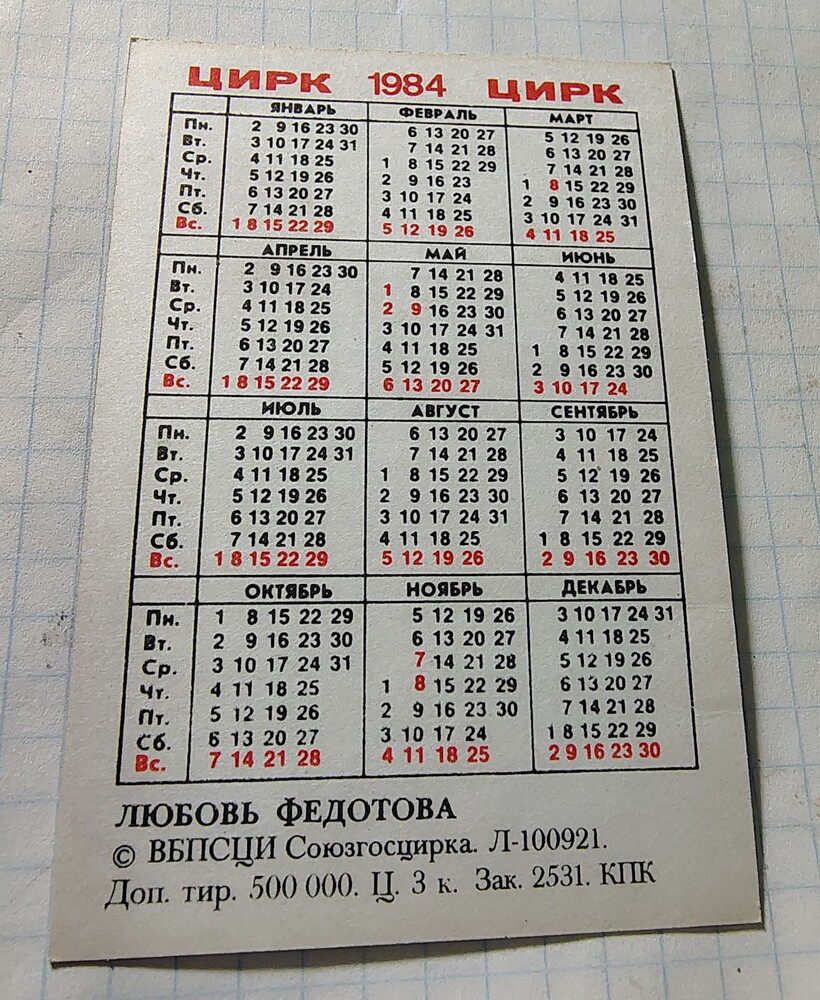 ЦИРК 1984 ЦИРК
ЯНВАРЬ ФЕВРАЛЬ МАРТ
Пн. 2 9 16 23 30 6 13 20 27 5 12 19 26
Вт. 3 10 17 24 31 7 14 21 28 6 13 20 27
Ср. 4 11 18 25 1 8 15 22 29 7 14 21 28
Чт. 5 12 19 26 2 9 16 23 1 8 15 22 29
Пт. 6 13 20 27 3 10 17 24 2 9 16 23 30
Сб. 7 14 21 28 4 11 18 25 3 10 17 24 31
Вс. 1 8 15 22 29 5 12 19 26 4 11 18 25
АПРЕЛЬ МАЙ ИЮНЬ
Пн. 2 9 16 23 30 7 14 21 28 4 11 18 25
Вт. 3 10 17 24 1 8 15 22 29 5 12 19 26
Ср. 4 11 18 25 2 9 16 23 30 6 13 20 27
Чт. 5 12 19 26 3 10 17 24 31 7 14 21 28
Пт. 6 13 20 27 4 11 18 25 1 8 15 22 29
Сб. 7 14 21 28 5 12 19 26 2 9 16 23 30
Вс. 1 8 15 22 29 6 13 20 27 3 10 17 24
ИЮЛЬ АВГУСТ СЕНТЯБРЬ
Пн. 2 9 16 23 30 6 13 20 27 3 10 17 24
Вт. 3 10 17 24 31 7 14 21 28 4 11 18 25
Ср. 4 11 18 25 1 8 15 22 29 5 12 19 26
Чт. 5 12 19 26 2 9 16 23 30 6 13 20 27
Пт. 6 13 20 27 3 10 17 24 31 7 14 21 28
Сб. 7 14 21 28 4 11 18 25 1 8 15 22 29
Вс. 1 8 15 22 29 5 12 19 26 2 9 16 23 30
ОКТЯБРЬ НОЯБРЬ ДЕКАБРЬ
Пн. 1 8 15 22 29 5 12 19 26 3 10 17 24 31
Вт. 2 9 16 23 30 6 13 20 27 4 11 18 25
Ср. 3 10 17 24 31 7 14 21 28 5 12 19 26
Чт. 4 11 18 25 1 8 15 22 29 6 13 20 27
Пт. 5 12 19 26 2 9 16 23 30 7 14 21 28
Сб. 6 13 20 27 3 10 17 24 1 8 15 22 29
Вс. 7 14 21 28 4 11 18 25 2 9 16 23 30
ЛЮБОВЬ ФЕДОТОВА
© ВБПСЦИ Союзгосцирка. Л-100921.
Доп. тир. 500 000. Ц. 3 к. Зак. 2531. КПК